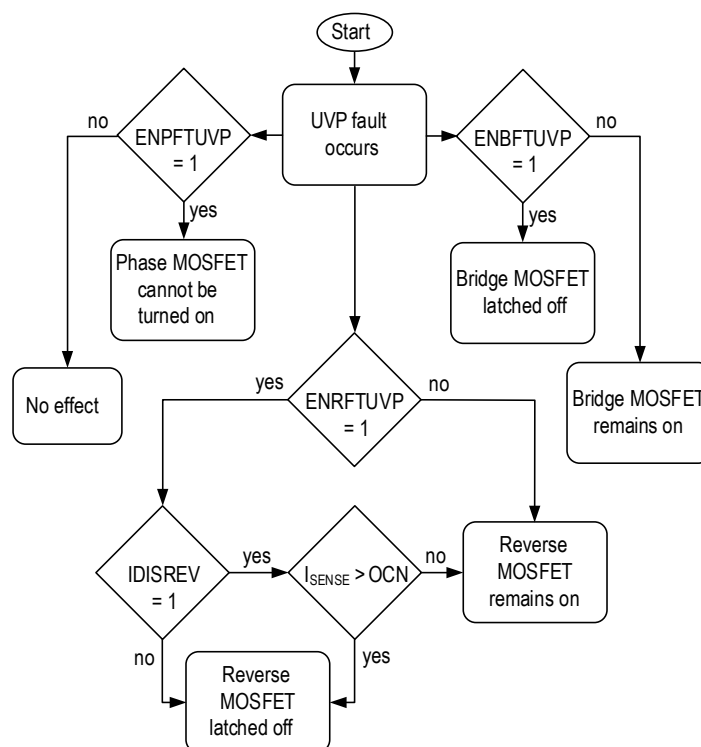 Start
UVP fault
occurs
no
ENPFTUVP
= 1
yes
ENBFTUVP
= 1
no
yes
Phase MOSFET
cannot be
turned on
Bridge MOSFET
latched off
No effect
Bridge MOSFET
remains on
yes
ENRFTUVP
= 1
no
IDISREV
= 1
yes
I_SENSE > OCN
no
Reverse
MOSFET
remains on
no
yes
Reverse
MOSFET
latched off